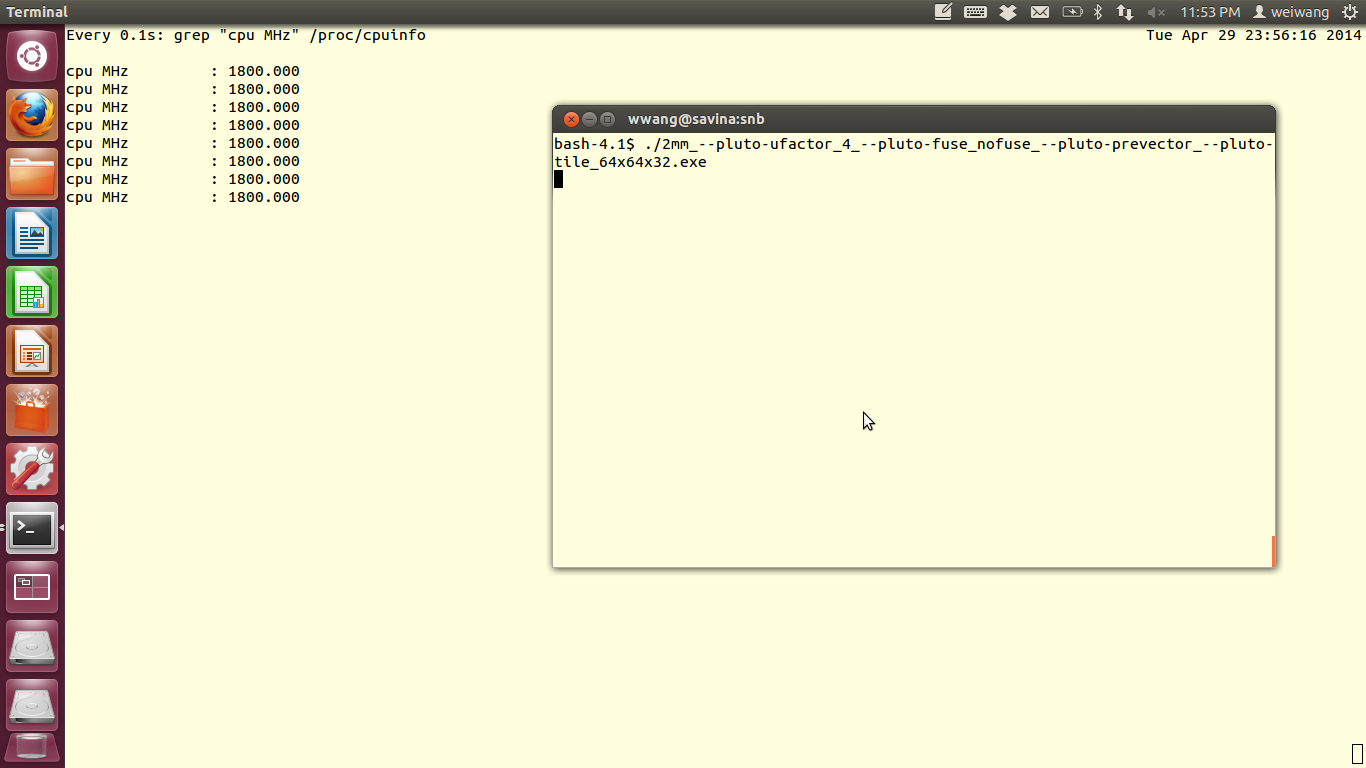 Terminal
11:53 PM weiwang
Every 0.1s: grep "cpu MHz" /proc/cpuinfo Tue Apr 29 23:56:16 2014
cpu MHz : 1800.000
cpu MHz : 1800.000
cpu MHz : 1800.000
cpu MHz : 1800.000
cpu MHz : 1800.000
cpu MHz : 1800.000
cpu MHz : 1800.000
cpu MHz : 1800.000
wwang@savina:snb
bash-4.1$ ./2mm_--pluto-ufactor_4_--pluto-fuse_nofuse_--pluto-prevector_--pluto-
tile_64x64x32.exe